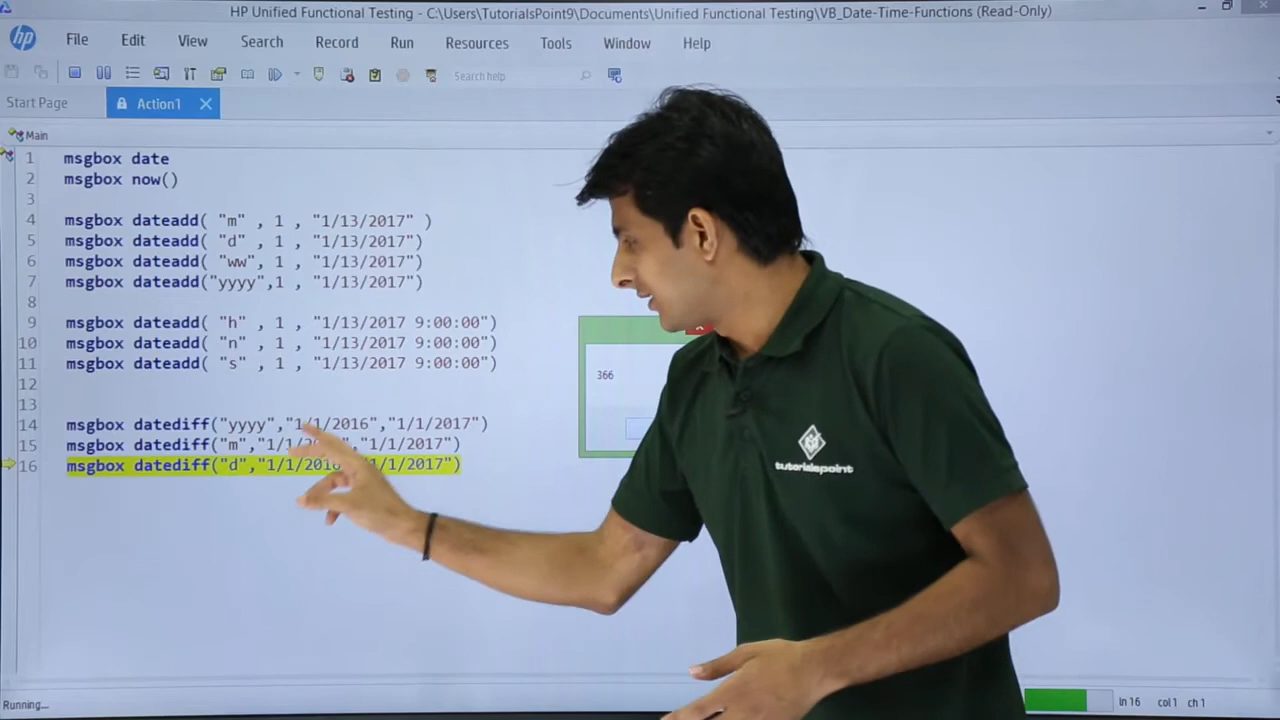 HP Unified Functional Testing - C:\Users\TutorialsPoint9\Documents\Unified Functional Testing\VB_Date-Time-Functions (Read-Only)
hp File Edit View Search Record Run Resources Tools Window Help
Search help
Start Page Action1
Main
1 msgbox date
2 msgbox now()
3
4 msgbox dateadd( "m" , 1 , "1/13/2017" )
5 msgbox dateadd( "d" , 1 , "1/13/2017")
6 msgbox dateadd( "ww", 1 , "1/13/2017")
7 msgbox dateadd("yyyy",1 , "1/13/2017")
8
9 msgbox dateadd( "h" , 1 , "1/13/2017 9:00:00")
10 msgbox dateadd( "n" , 1 , "1/13/2017 9:00:00")
11 msgbox dateadd( "s" , 1 , "1/13/2017 9:00:00")
12
13
14 msgbox datediff("yyyy","1/1/2016","1/1/2017")
15 msgbox datediff("m","1/1/20 ,"1/1/2017")
16 msgbox datediff("d","1/1/2016 1/1/2017")
366
tutorialspoint
Running... ln 16 col 1 ch 1